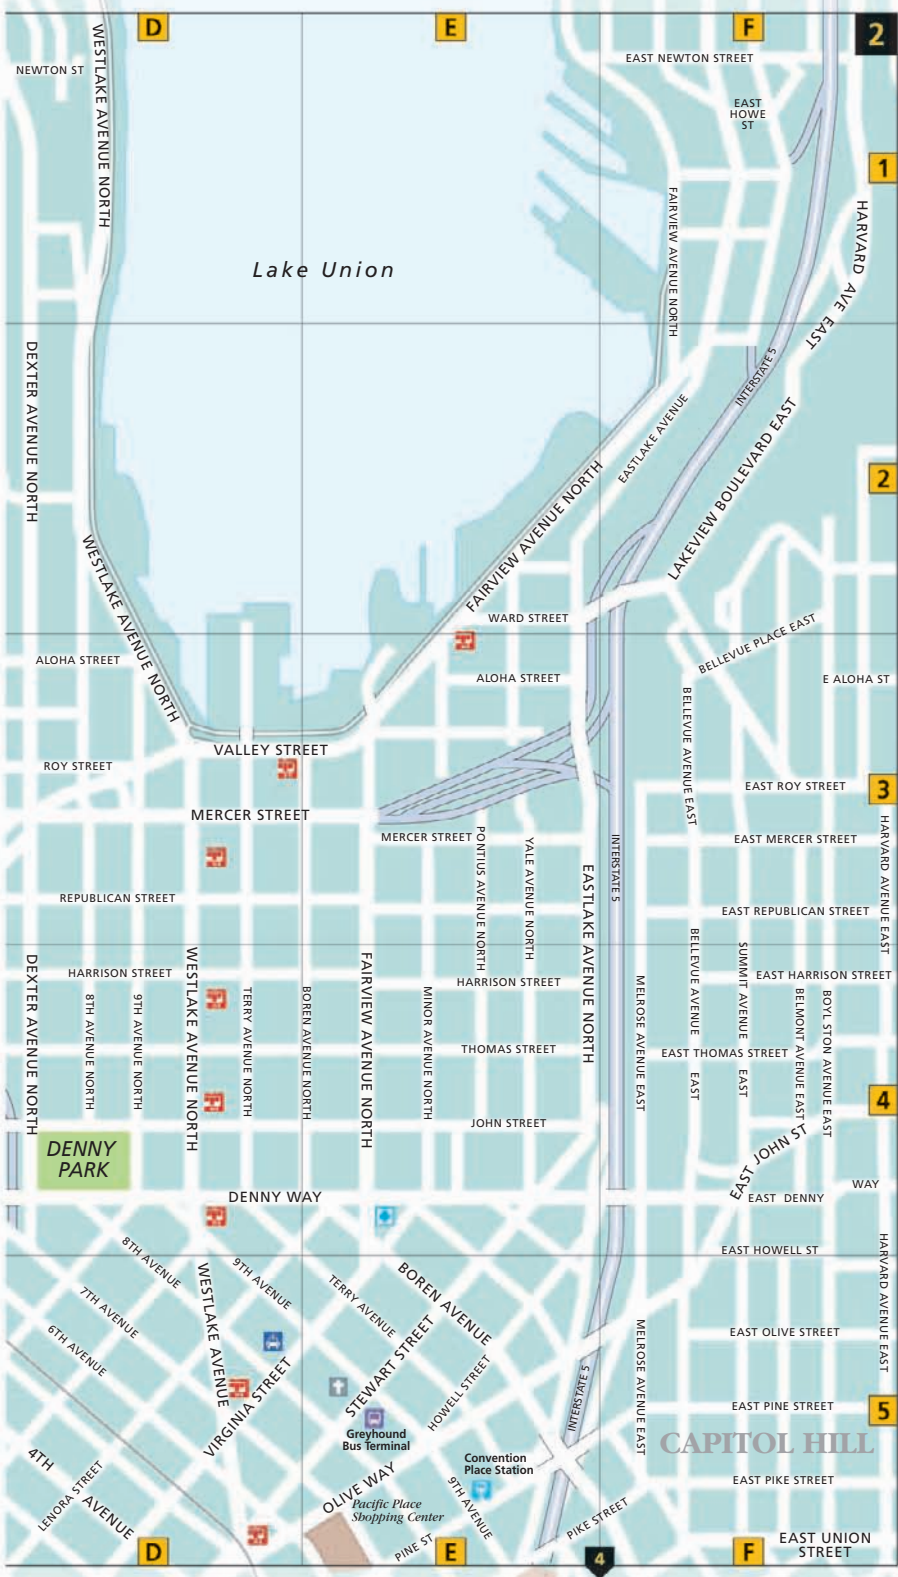 D
E
F
2
NEWTON ST
WESTLAKE AVENUE NORTH
EAST NEWTON STREET
EAST
HOWE
ST
1
FAIRVIEW AVENUE NORTH
HARVARD AVE EAST
Lake Union
DEXTER AVENUE NORTH
INTERSTATE 5
EASTLAKE AVENUE
LAKEVIEW BOULEVARD EAST
2
FAIRVIEW AVENUE NORTH
WESTLAKE AVENUE NORTH
WARD STREET
BELLEVUE PLACE EAST
ALOHA STREET
ALOHA STREET
E ALOHA ST
BELLEVUE AVENUE EAST
VALLEY STREET
ROY STREET
EAST ROY STREET
3
MERCER STREET
MERCER STREET
EAST MERCER STREET
PONTIUS AVENUE NORTH
YALE AVENUE NORTH
EASTLAKE AVENUE NORTH
INTERSTATE 5
HARVARD AVENUE EAST
REPUBLICAN STREET
EAST REPUBLICAN STREET
DEXTER AVENUE NORTH
HARRISON STREET
WESTLAKE AVENUE NORTH
FAIRVIEW AVENUE NORTH
HARRISON STREET
BELLEVUE AVENUE EAST
SUMMIT AVENUE EAST
EAST HARRISON STREET
8TH AVENUE NORTH
9TH AVENUE NORTH
TERRY AVENUE NORTH
BOREN AVENUE NORTH
MINOR AVENUE NORTH
MELROSE AVENUE EAST
BELMONT AVENUE EAST
BOYL STON AVENUE EAST
THOMAS STREET
EAST THOMAS STREET
4
JOHN STREET
EAST JOHN ST
DENNY
PARK
DENNY WAY
EAST DENNY WAY
8TH AVENUE
9TH AVENUE
EAST HOWELL ST
HARVARD AVENUE EAST
WESTLAKE AVENUE
BOREN AVENUE
TERRY AVENUE
7TH AVENUE
6TH AVENUE
STEWART STREET
EAST OLIVE STREET
MELROSE AVENUE EAST
VIRGINIA STREET
HOWELL STREET
INTERSTATE 5
EAST PINE STREET
5
Greyhound
Bus Terminal
CAPITOL HILL
4TH AVENUE
LENORA STREET
Convention
Place Station
OLIVE WAY
9TH AVENUE
EAST PIKE STREET
Pacific Place
Shopping Center
PINE ST
PIKE STREET
EAST UNION
STREET
D
E
4
F